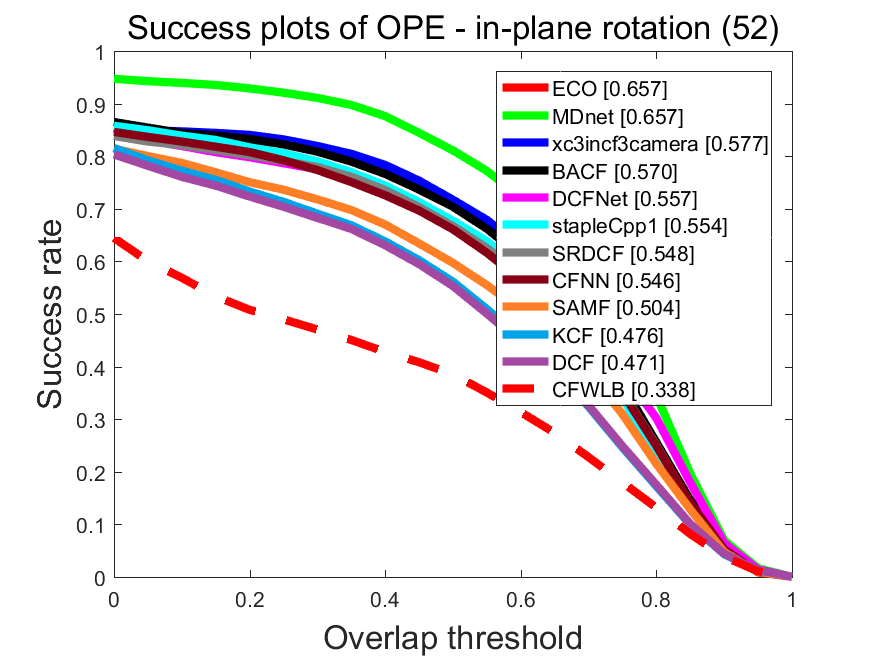 Success plots of OPE - in-plane rotation (52)
1
0.9
0.8
0.7
0.6
0.5
0.4
0.3
0.2
0.1
0
Success rate
ECO [0.657]
MDnet [0.657]
xc3incf3camera [0.577]
BACF [0.570]
DCFNet [0.557]
stapleCpp1 [0.554]
SRDCF [0.548]
CFNN [0.546]
SAMF [0.504]
KCF [0.476]
DCF [0.471]
CFWLB [0.338]
0 0.2 0.4 0.6 0.8 1
Overlap threshold